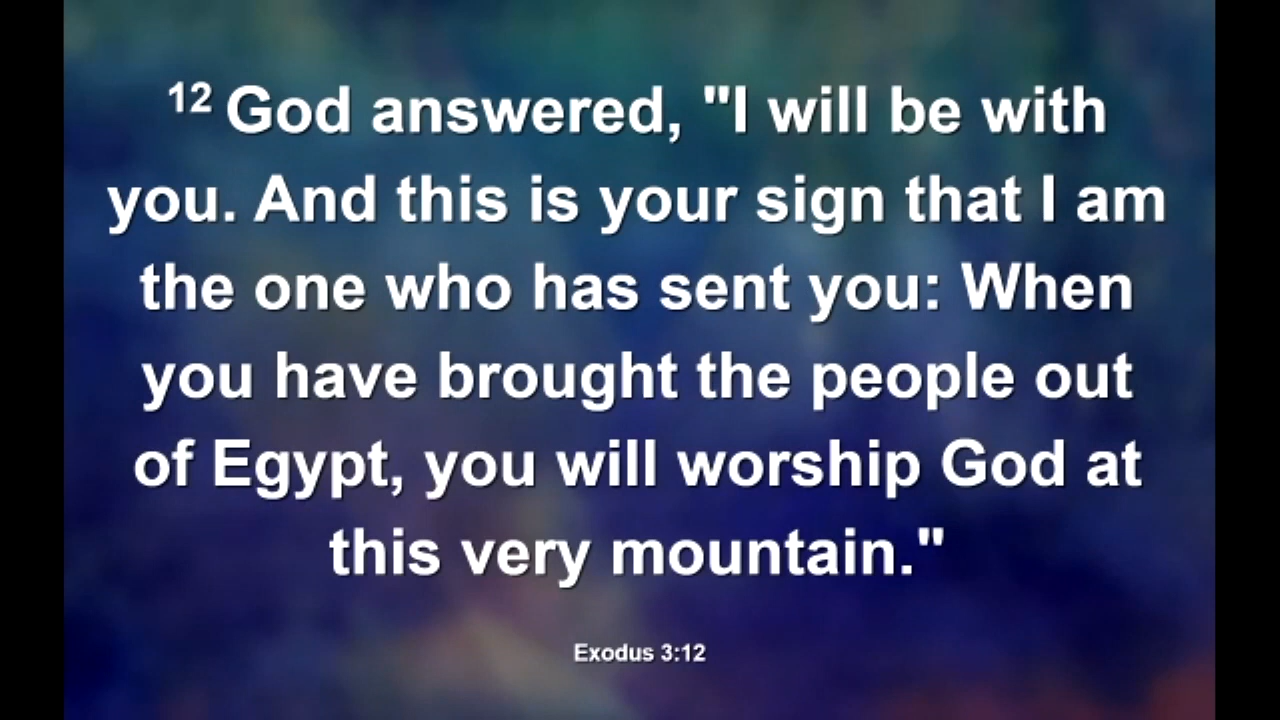 12 God answered, "I will be with
you. And this is your sign that I am
the one who has sent you: When
you have brought the people out
of Egypt, you will worship God at
this very mountain."
Exodus 3:12